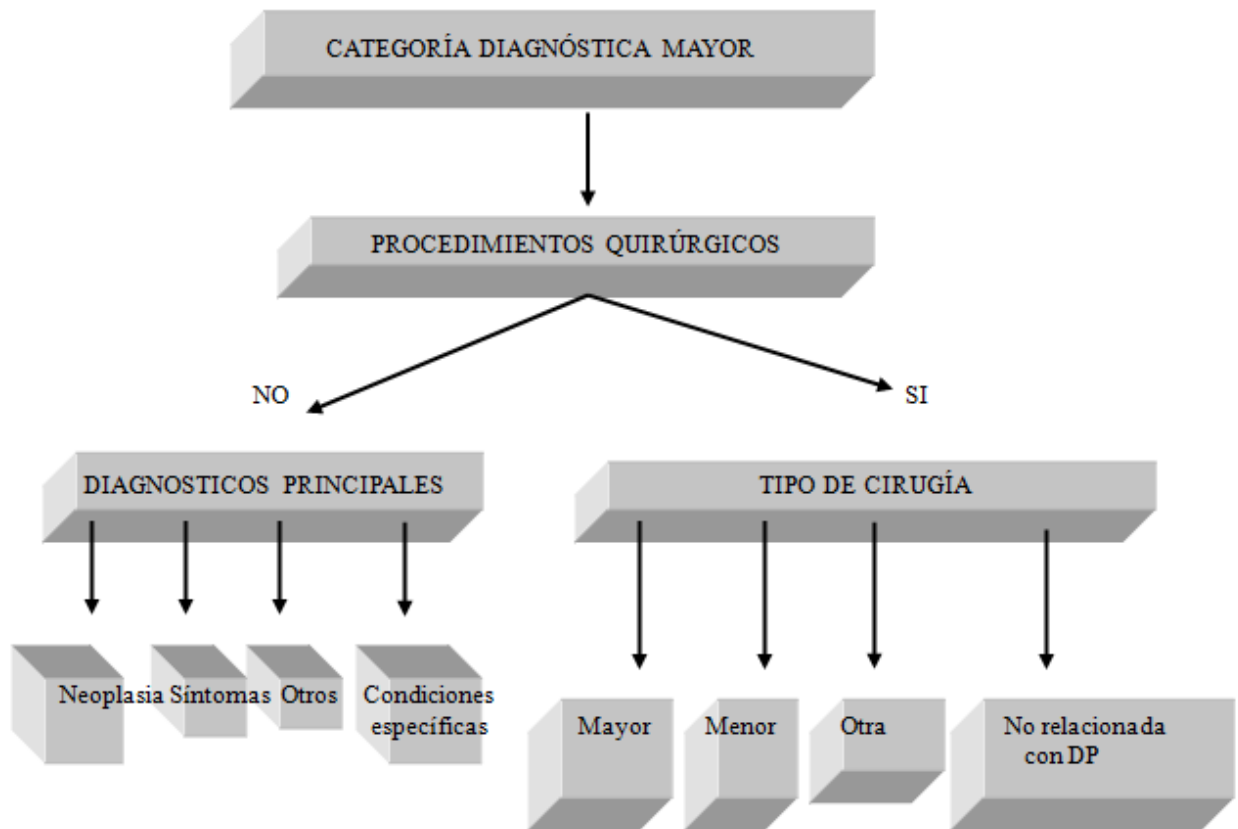 CATEGORÍA DIAGNÓSTICA MAYOR
PROCEDIMIENTOS QUIRÚRGICOS
NO
SI
DIAGNOSTICOS PRINCIPALES
TIPO DE CIRUGÍA
Neoplasia
Síntomas
Otros
Condiciones
específicas
Mayor
Menor
Otra
No relacionada
con DP